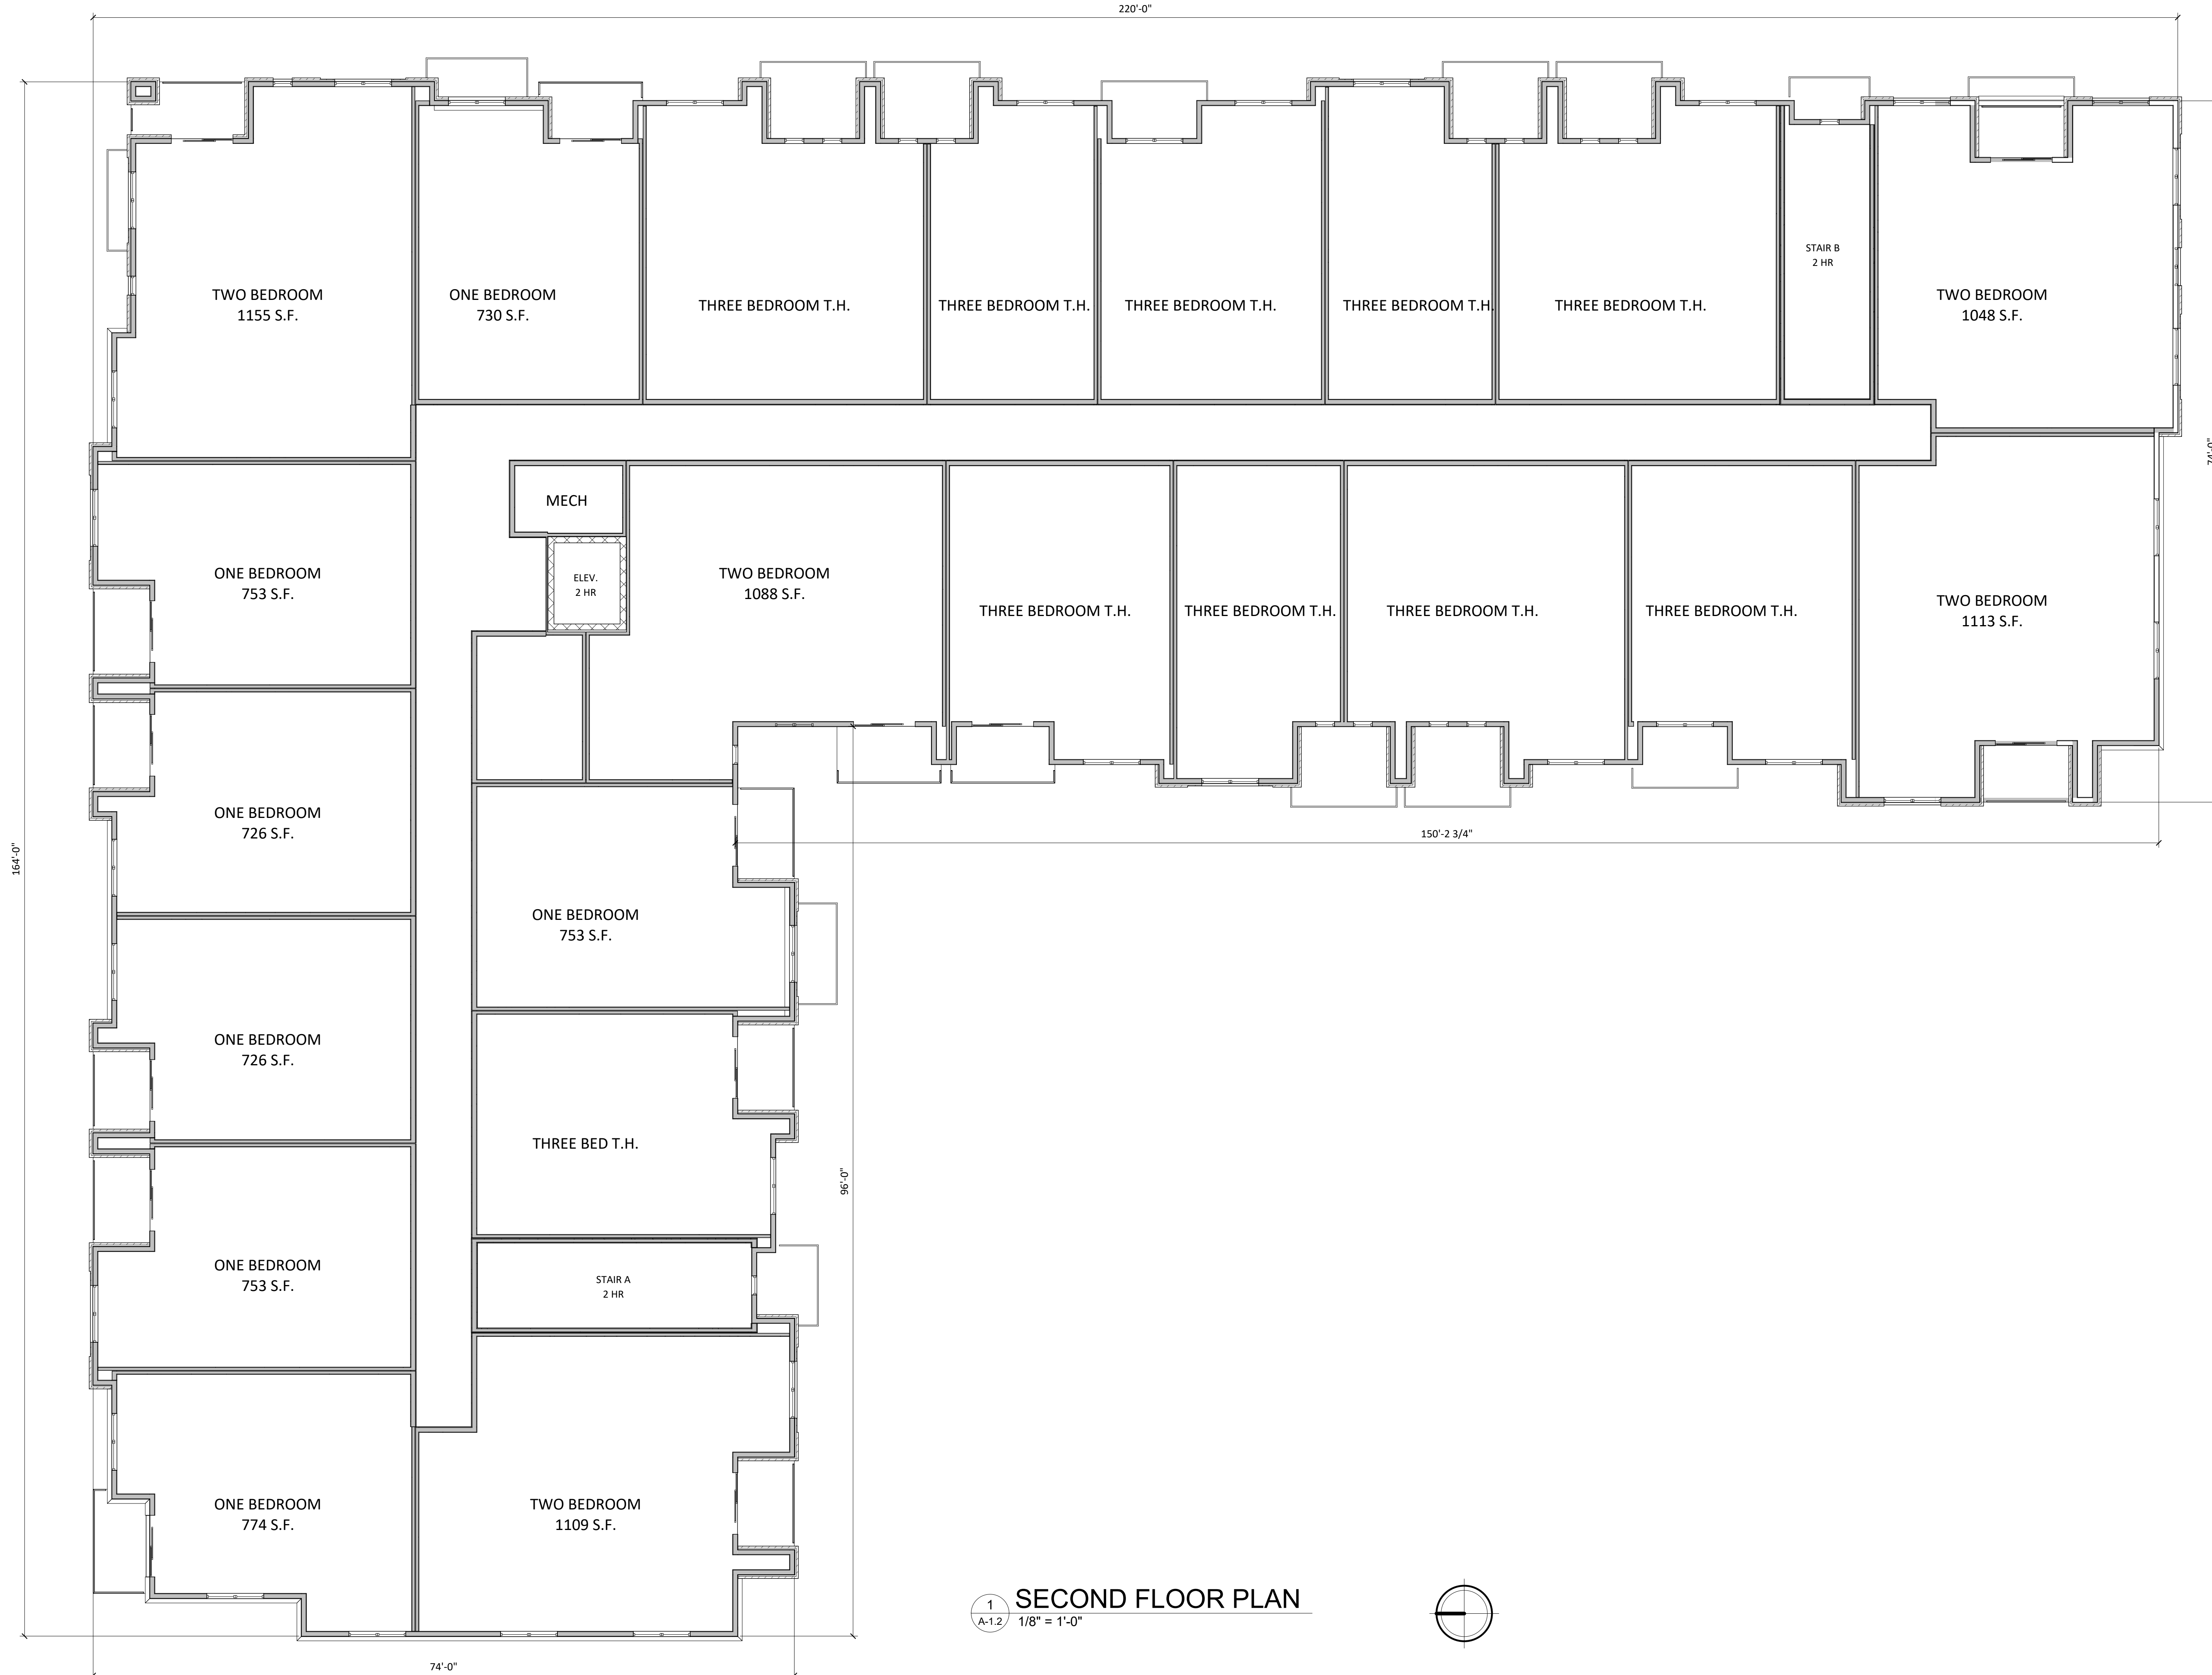 220'-0"
TWO BEDROOM
1155 S.F.
ONE BEDROOM
730 S.F.
THREE BEDROOM T.H.
THREE BEDROOM T.H.
THREE BEDROOM T.H.
THREE BEDROOM T.H.
THREE BEDROOM T.H.
STAIR B
2 HR
TWO BEDROOM
1048 S.F.
74'-0"
MECH
ELEV.
2 HR
ONE BEDROOM
753 S.F.
TWO BEDROOM
1088 S.F.
THREE BEDROOM T.H.
THREE BEDROOM T.H.
THREE BEDROOM T.H.
THREE BEDROOM T.H.
TWO BEDROOM
1113 S.F.
164'-0"
ONE BEDROOM
726 S.F.
150'-2 3/4"
ONE BEDROOM
753 S.F.
ONE BEDROOM
726 S.F.
THREE BED T.H.
96'-0"
ONE BEDROOM
753 S.F.
STAIR A
2 HR
ONE BEDROOM
774 S.F.
TWO BEDROOM
1109 S.F.
1
A-1.2
SECOND FLOOR PLAN
1/8" = 1'-0"
74'-0"